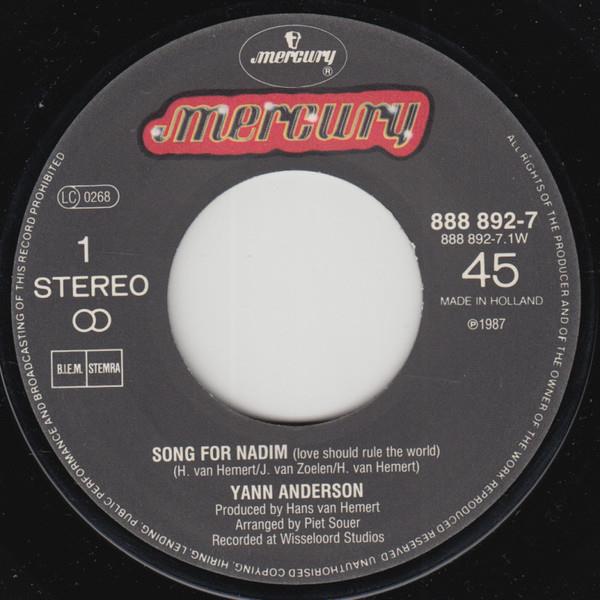 mercury
®
mercury
LC 0268
1
STEREO
B.I.E.M. STEMRA
888 892-7
888 892-7.1W
45
MADE IN HOLLAND
℗1987
SONG FOR NADIM (love should rule the world)
(H. van Hemert/J. van Zoelen/H. van Hemert)
YANN ANDERSON
Produced by Hans van Hemert
Arranged by Piet Souer
Recorded at Wisseloord Studios
ALL RIGHTS OF THE PRODUCER AND OF THE OWNER OF THE WORK REPRODUCED RESERVED. UNAUTHORISED COPYING, HIRING, LENDING, PUBLIC PERFORMANCE AND BROADCASTING OF THIS RECORD PROHIBITED